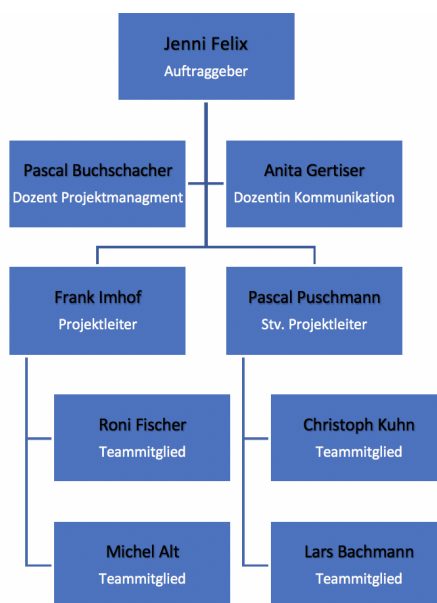 Jenni Felix
Auftraggeber
Pascal Buchschacher
Dozent Projektmanagment
Anita Gertiser
Dozentin Kommunikation
Frank Imhof
Projektleiter
Pascal Puschmann
Stv. Projektleiter
Roni Fischer
Teammitglied
Christoph Kuhn
Teammitglied
Michel Alt
Teammitglied
Lars Bachmann
Teammitglied